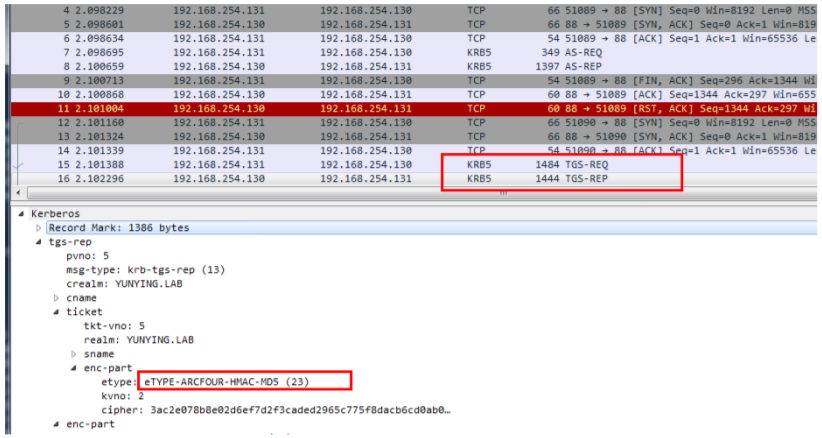 4 2.098229 192.168.254.131 192.168.254.130 TCP 66 51089 → 88 [SYN] Seq=0 Win=8192 Len=0 MSS
5 2.098601 192.168.254.130 192.168.254.131 TCP 66 88 → 51089 [SYN, ACK] Seq=0 Ack=1 Win=819
6 2.098634 192.168.254.131 192.168.254.130 TCP 54 51089 → 88 [ACK] Seq=1 Ack=1 Win=65536 Le
7 2.098695 192.168.254.131 192.168.254.130 KRB5 349 AS-REQ
8 2.100659 192.168.254.130 192.168.254.131 KRB5 1397 AS-REP
9 2.100713 192.168.254.131 192.168.254.130 TCP 54 51089 → 88 [FIN, ACK] Seq=296 Ack=1344 Wi
10 2.100868 192.168.254.130 192.168.254.131 TCP 60 88 → 51089 [ACK] Seq=1344 Ack=297 Win=655
11 2.101004 192.168.254.130 192.168.254.131 TCP 60 88 → 51089 [RST, ACK] Seq=1344 Ack=297 Wi
12 2.101160 192.168.254.131 192.168.254.130 TCP 66 51090 → 88 [SYN] Seq=0 Win=8192 Len=0 MSS
13 2.101324 192.168.254.130 192.168.254.131 TCP 66 88 → 51090 [SYN, ACK] Seq=0 Ack=1 Win=819
14 2.101339 192.168.254.131 192.168.254.130 TCP 54 51090 → 88 [ACK] Seq=1 Ack=1 Win=65536 Le
15 2.101388 192.168.254.131 192.168.254.130 KRB5 1484 TGS-REQ
16 2.102296 192.168.254.130 192.168.254.131 KRB5 1444 TGS-REP
Kerberos
Record Mark: 1386 bytes
tgs-rep
pvno: 5
msg-type: krb-tgs-rep (13)
crealm: YUNYING.LAB
cname
ticket
tkt-vno: 5
realm: YUNYING.LAB
sname
enc-part
etype: eTYPE-ARCFOUR-HMAC-MD5 (23)
kvno: 2
cipher: 3ac2e078b8e02d6ef7d2f3caded2965c775f8dacb6cd0ab0…
enc-part